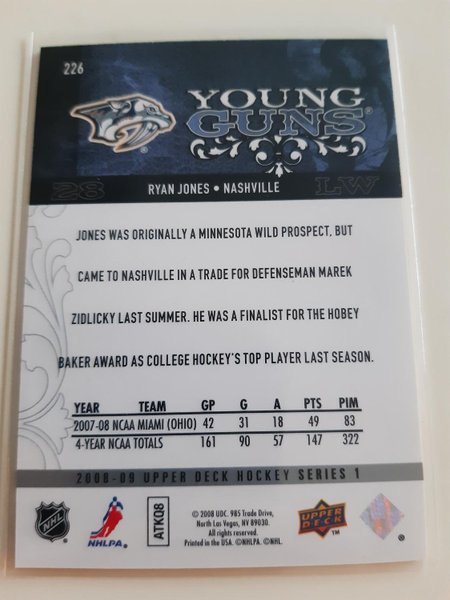 226
YOUNG
GUNS®
28 RYAN JONES • NASHVILLE LW
JONES WAS ORIGINALLY A MINNESOTA WILD PROSPECT, BUT
CAME TO NASHVILLE IN A TRADE FOR DEFENSEMAN MAREK
ZIDLICKY LAST SUMMER. HE WAS A FINALIST FOR THE HOBEY
BAKER AWARD AS COLLEGE HOCKEY'S TOP PLAYER LAST SEASON.
YEAR TEAM GP G A PTS PIM
2007-08 NCAA MIAMI (OHIO) 42 31 18 49 83
4-YEAR NCAA TOTALS 161 90 57 147 322
2008-09 UPPER DECK HOCKEY SERIES 1
NHL
NHLPA.
ATKQ8
© 2008 UDC. 985 Trade Drive,
North Las Vegas, NV 89030.
All rights reserved.
Printed in the USA. ©NHLPA. ©NHL.
UPPER
DECK
TM
®